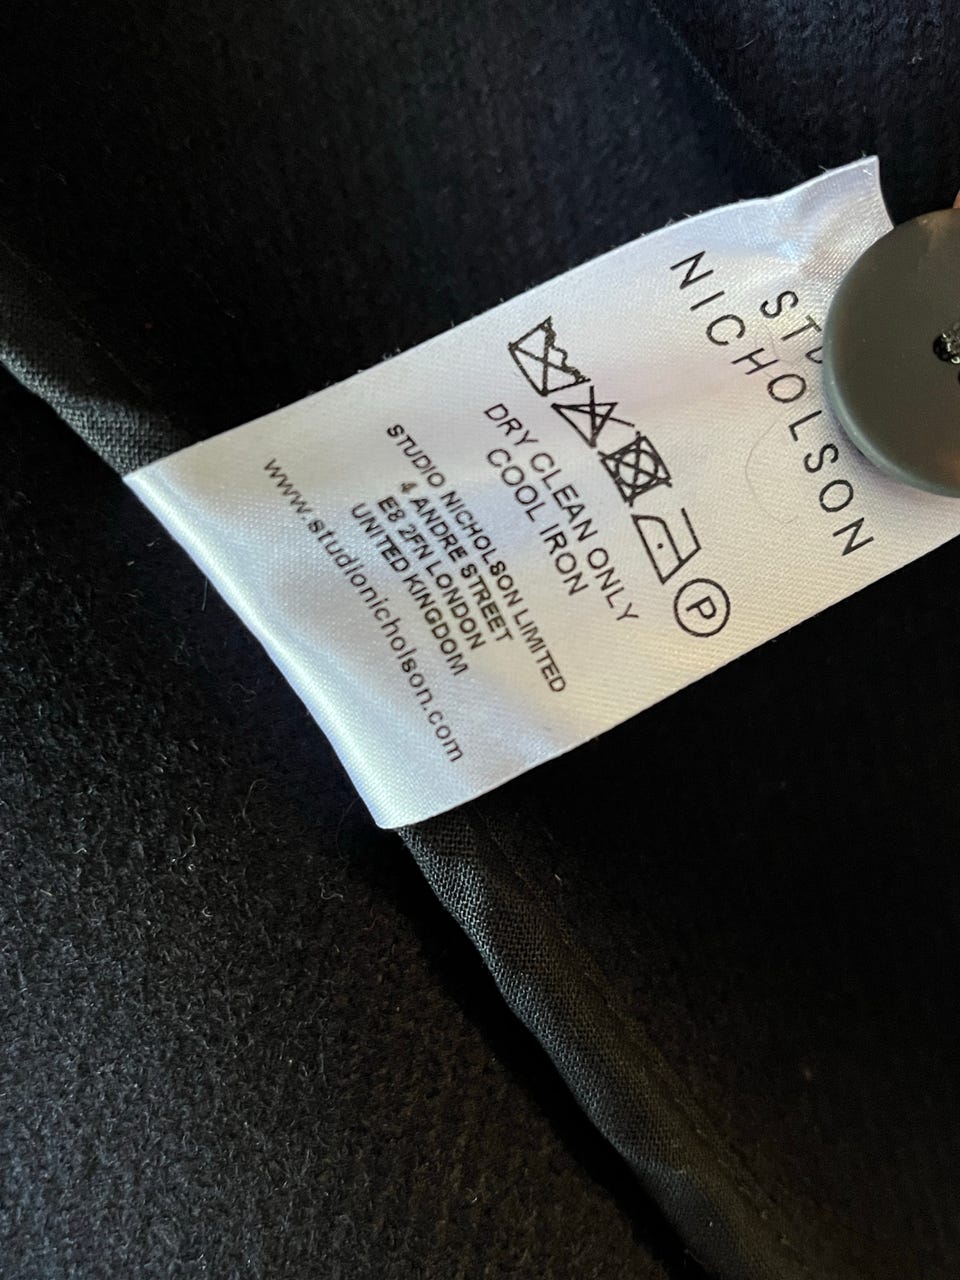 NICHOLSON
P
DRY CLEAN ONLY
COOL IRON
STUDIO NICHOLSON LIMITED
4 ANDRE STREET
E8 2FN LONDON
UNITED KINGDOM
www.studionicholson.com